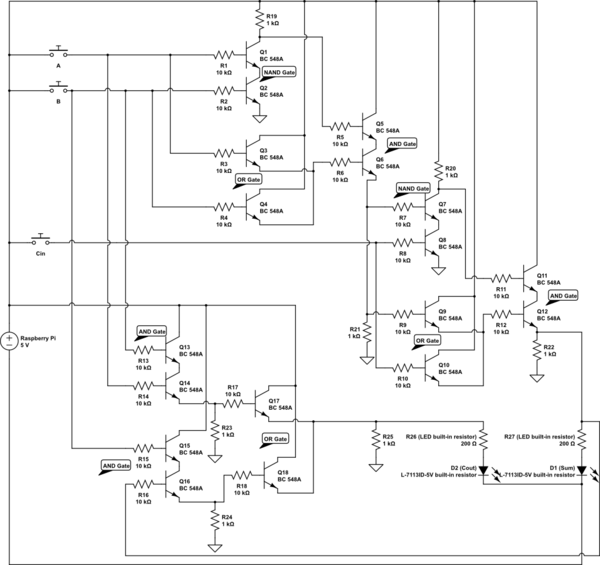 R19
1 kΩ
A
Q1
BC 548A
R1
10 kΩ
NAND Gate
B
Q2
BC 548A
R2
10 kΩ
Q5
BC 548A
R5
10 kΩ
AND Gate
Q3
BC 548A
R3
10 kΩ
Q6
BC 548A
R6
10 kΩ
R20
1 kΩ
OR Gate
NAND Gate
Q4
BC 548A
R4
10 kΩ
Q7
BC 548A
R7
10 kΩ
Cin
Q8
BC 548A
R8
10 kΩ
Q11
BC 548A
R11
10 kΩ
AND Gate
Q9
BC 548A
R9
10 kΩ
Q12
BC 548A
R12
10 kΩ
R21
1 kΩ
OR Gate
R22
1 kΩ
Raspberry Pi
5 V
AND Gate
Q13
BC 548A
R13
10 kΩ
Q10
BC 548A
R10
10 kΩ
Q14
BC 548A
R14
10 kΩ
R17
10 kΩ
Q17
BC 548A
R23
1 kΩ
OR Gate
R25
1 kΩ
R26 (LED built-in resistor)
200 Ω
R27 (LED built-in resistor)
200 Ω
Q15
BC 548A
R15
10 kΩ
AND Gate
Q16
BC 548A
R16
10 kΩ
R18
10 kΩ
Q18
BC 548A
D2 (Cout)
L-7113ID-5V built-in resistor
D1 (Sum)
L-7113ID-5V built-in resistor
R24
1 kΩ